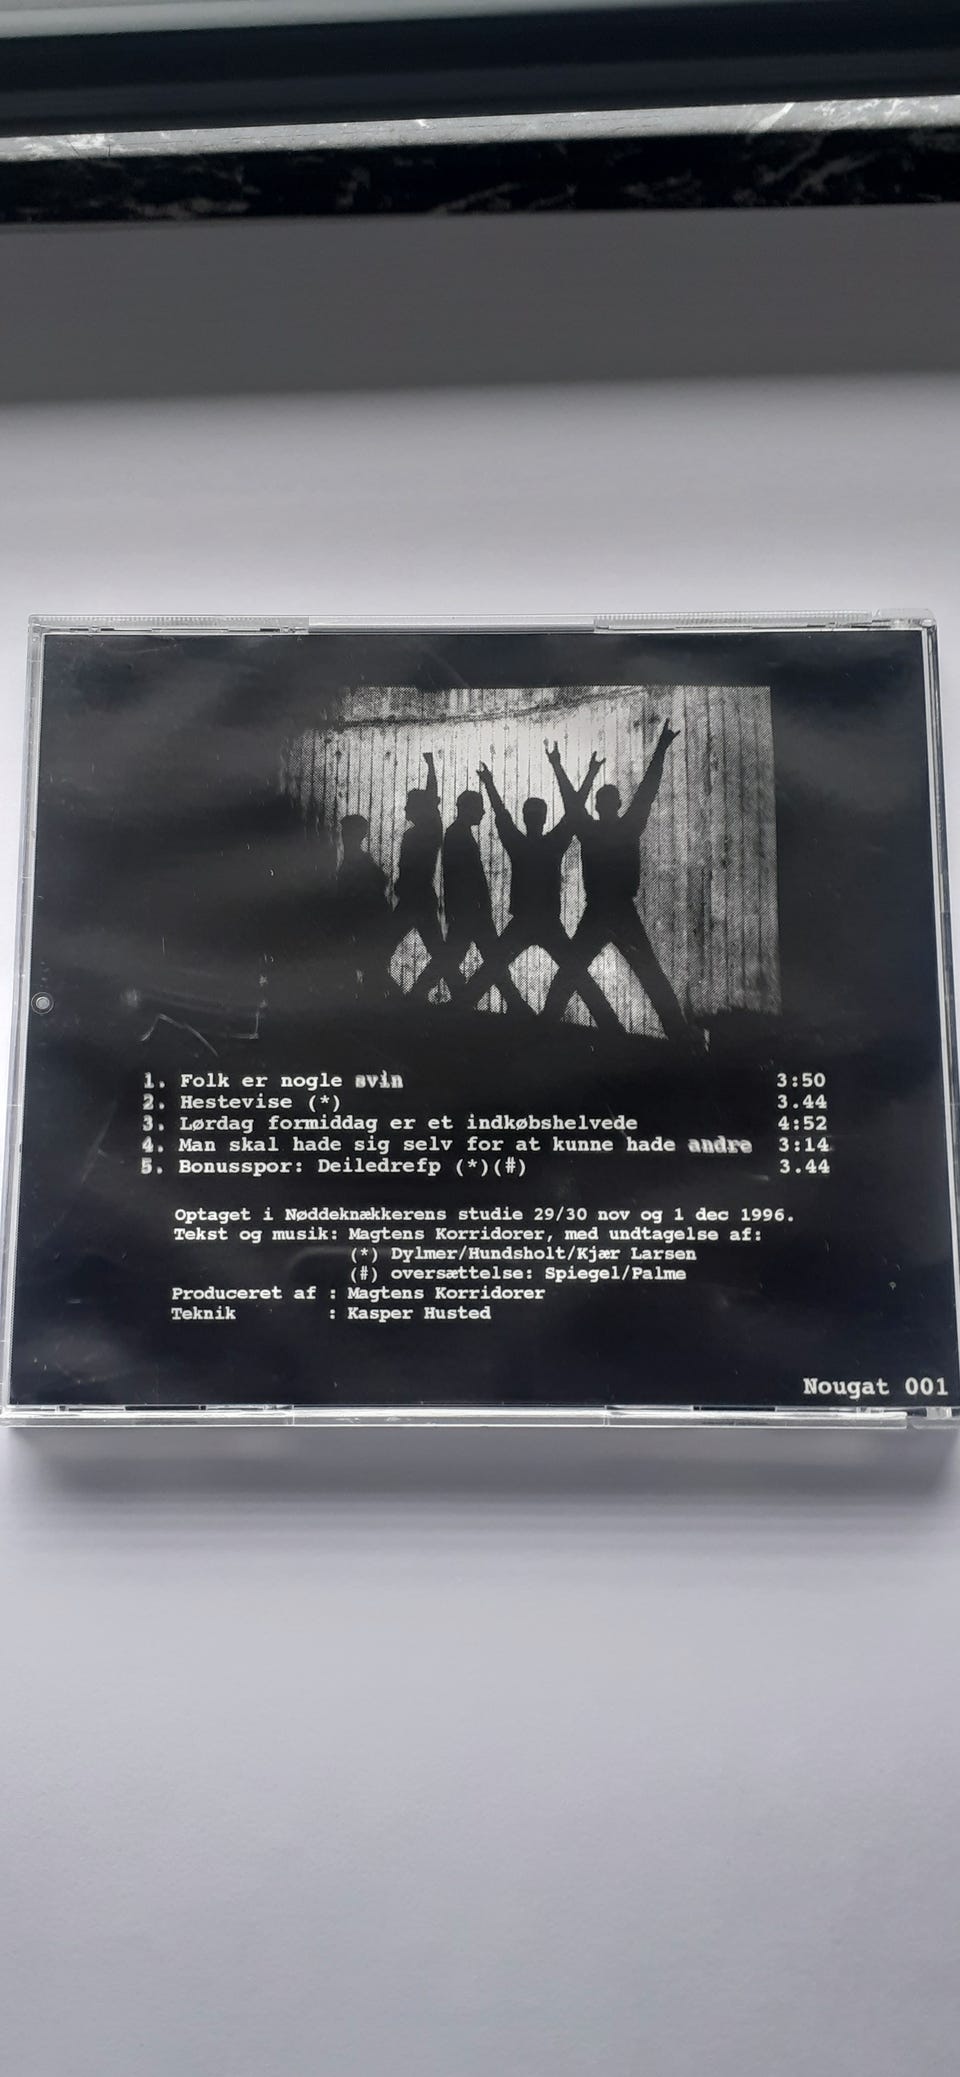 1. Folk er nogle svin 3:50
2. Hestevise (*) 3.44
3. Lørdag formiddag er et indkøbshelvede 4:52
4. Man skal hade sig selv for at kunne hade andre 3:14
5. Bonusspor: Deiledrefp (*)(#) 3.44
Optaget i Nøddeknækkerens studie 29/30 nov og 1 dec 1996.
Tekst og musik: Magtens Korridorer, med undtagelse af:
(*) Dylmer/Hundsholt/Kjær Larsen
(#) oversættelse: Spiegel/Palme
Produceret af : Magtens Korridorer
Teknik : Kasper Husted
Nougat 001